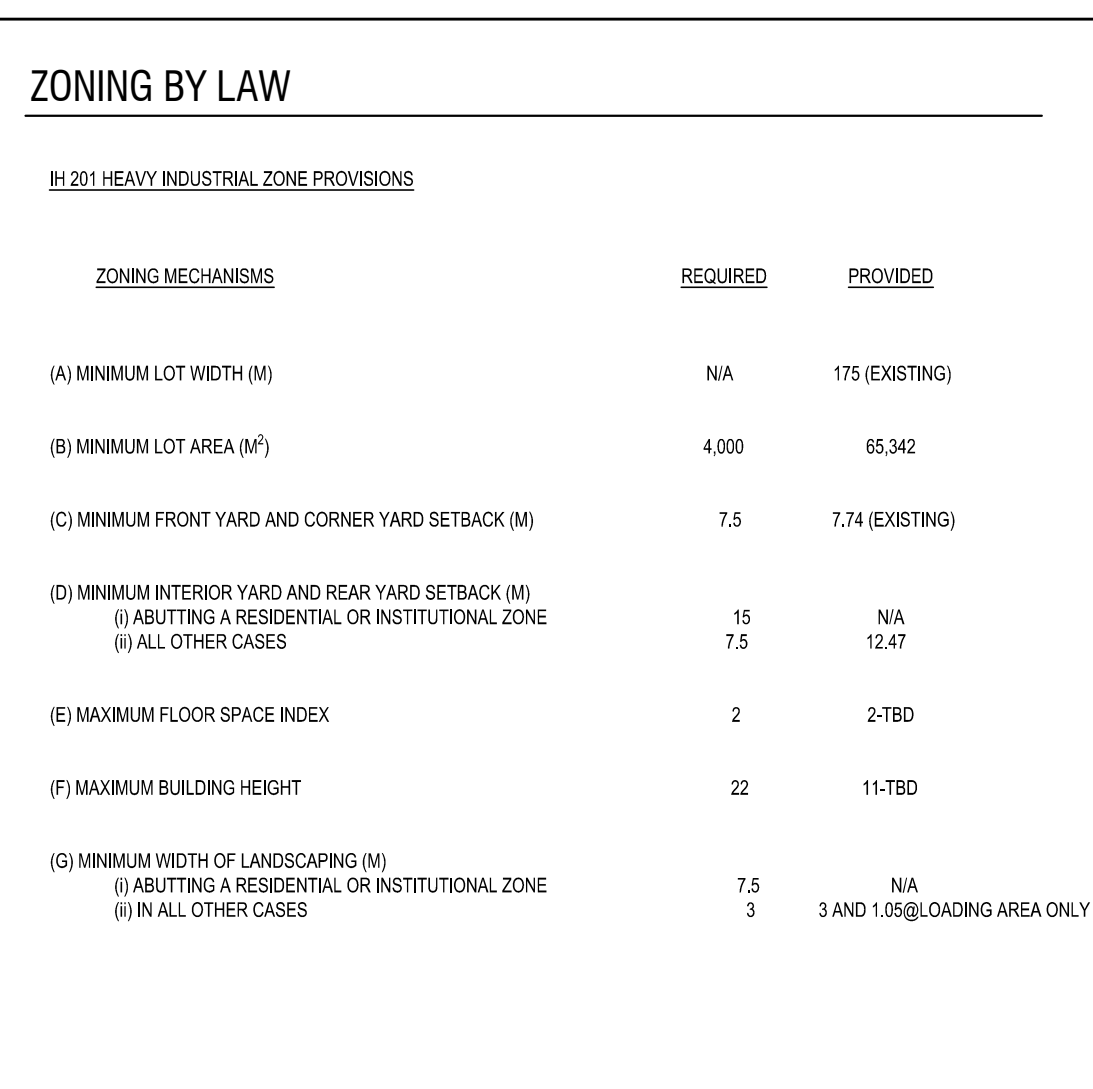 ZONING BY LAW
IH 201 HEAVY INDUSTRIAL ZONE PROVISIONS
ZONING MECHANISMS REQUIRED PROVIDED
(A) MINIMUM LOT WIDTH (M) N/A 175 (EXISTING)
(B) MINIMUM LOT AREA (M²) 4,000 65,342
(C) MINIMUM FRONT YARD AND CORNER YARD SETBACK (M) 7.5 7.74 (EXISTING)
(D) MINIMUM INTERIOR YARD AND REAR YARD SETBACK (M)
(i) ABUTTING A RESIDENTIAL OR INSTITUTIONAL ZONE 15 N/A
(ii) ALL OTHER CASES 7.5 12.47
(E) MAXIMUM FLOOR SPACE INDEX 2 2-TBD
(F) MAXIMUM BUILDING HEIGHT 22 11-TBD
(G) MINIMUM WIDTH OF LANDSCAPING (M)
(i) ABUTTING A RESIDENTIAL OR INSTITUTIONAL ZONE 7.5 N/A
(ii) IN ALL OTHER CASES 3 3 AND 1.05@LOADING AREA ONLY